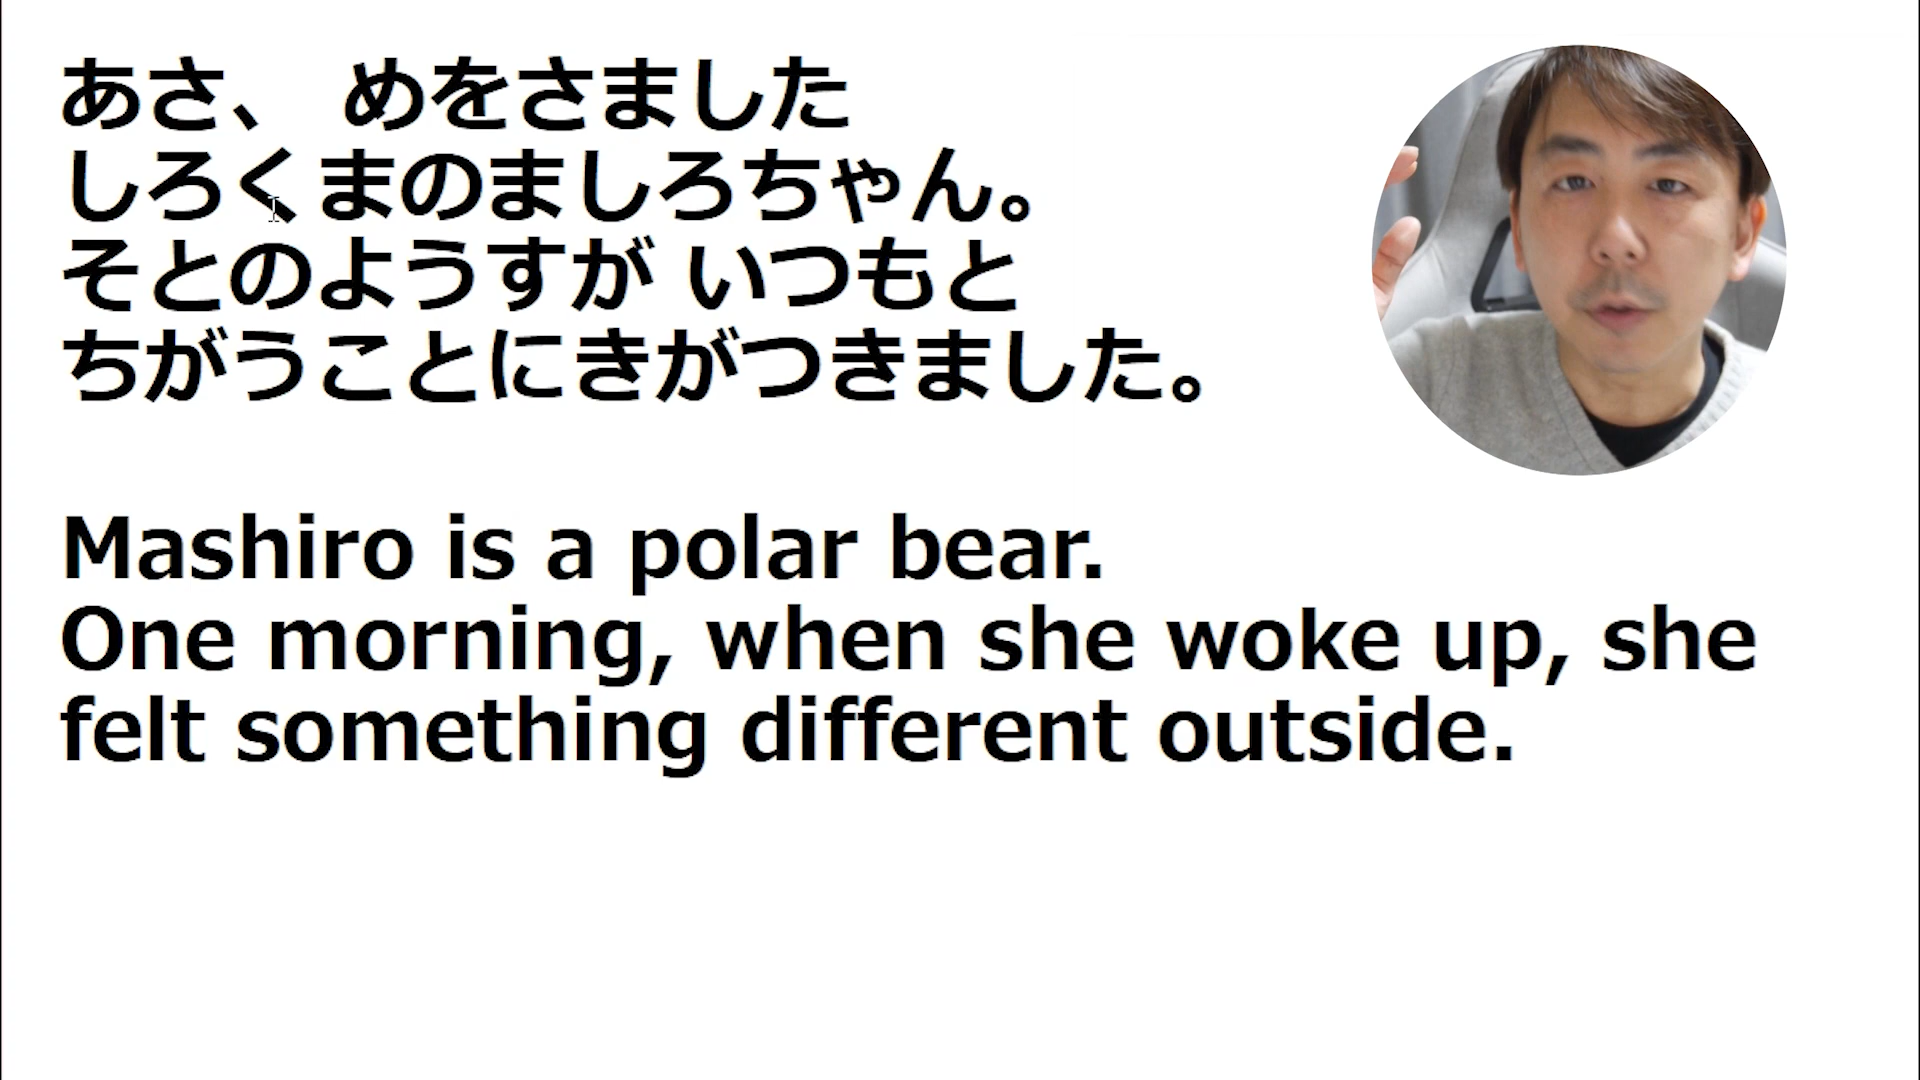 あさ、 めをさました
しろくまのましろちゃん。
そとのようすが いつもと
ちがうことにきがつきました。
Mashiro is a polar bear.
One morning, when she woke up, she
felt something different outside.